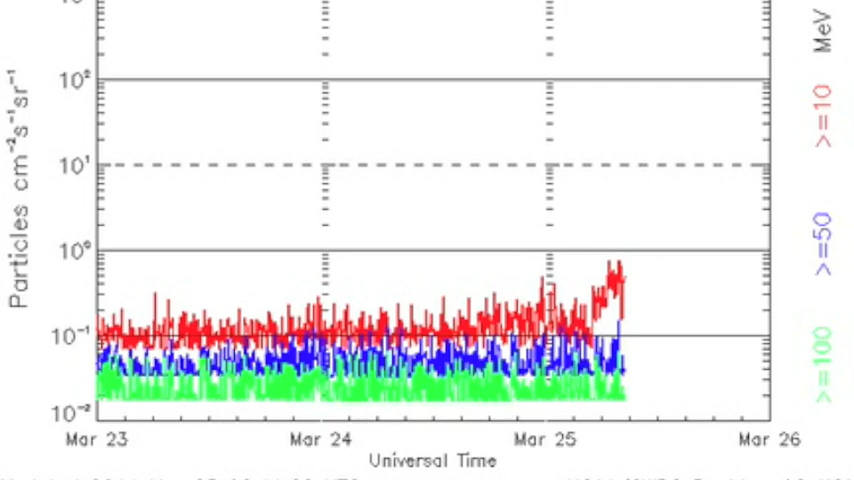 Particles cm⁻²s⁻¹sr⁻¹
10²
10¹
10⁰
10⁻¹
10⁻²
Mar 23
Mar 24
Mar 25
Mar 26
Universal Time
MeV
>=10
>=50
>=100